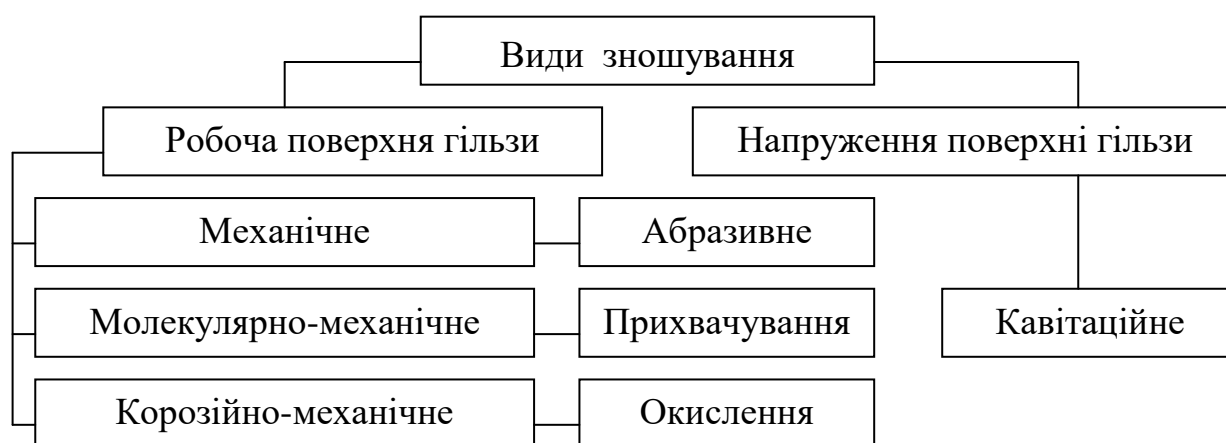 Види зношування
Робоча поверхня гільзи
Напруження поверхні гільзи
Механічне
Абразивне
Молекулярно-механічне
Прихвачування
Кавітаційне
Корозійно-механічне
Окислення